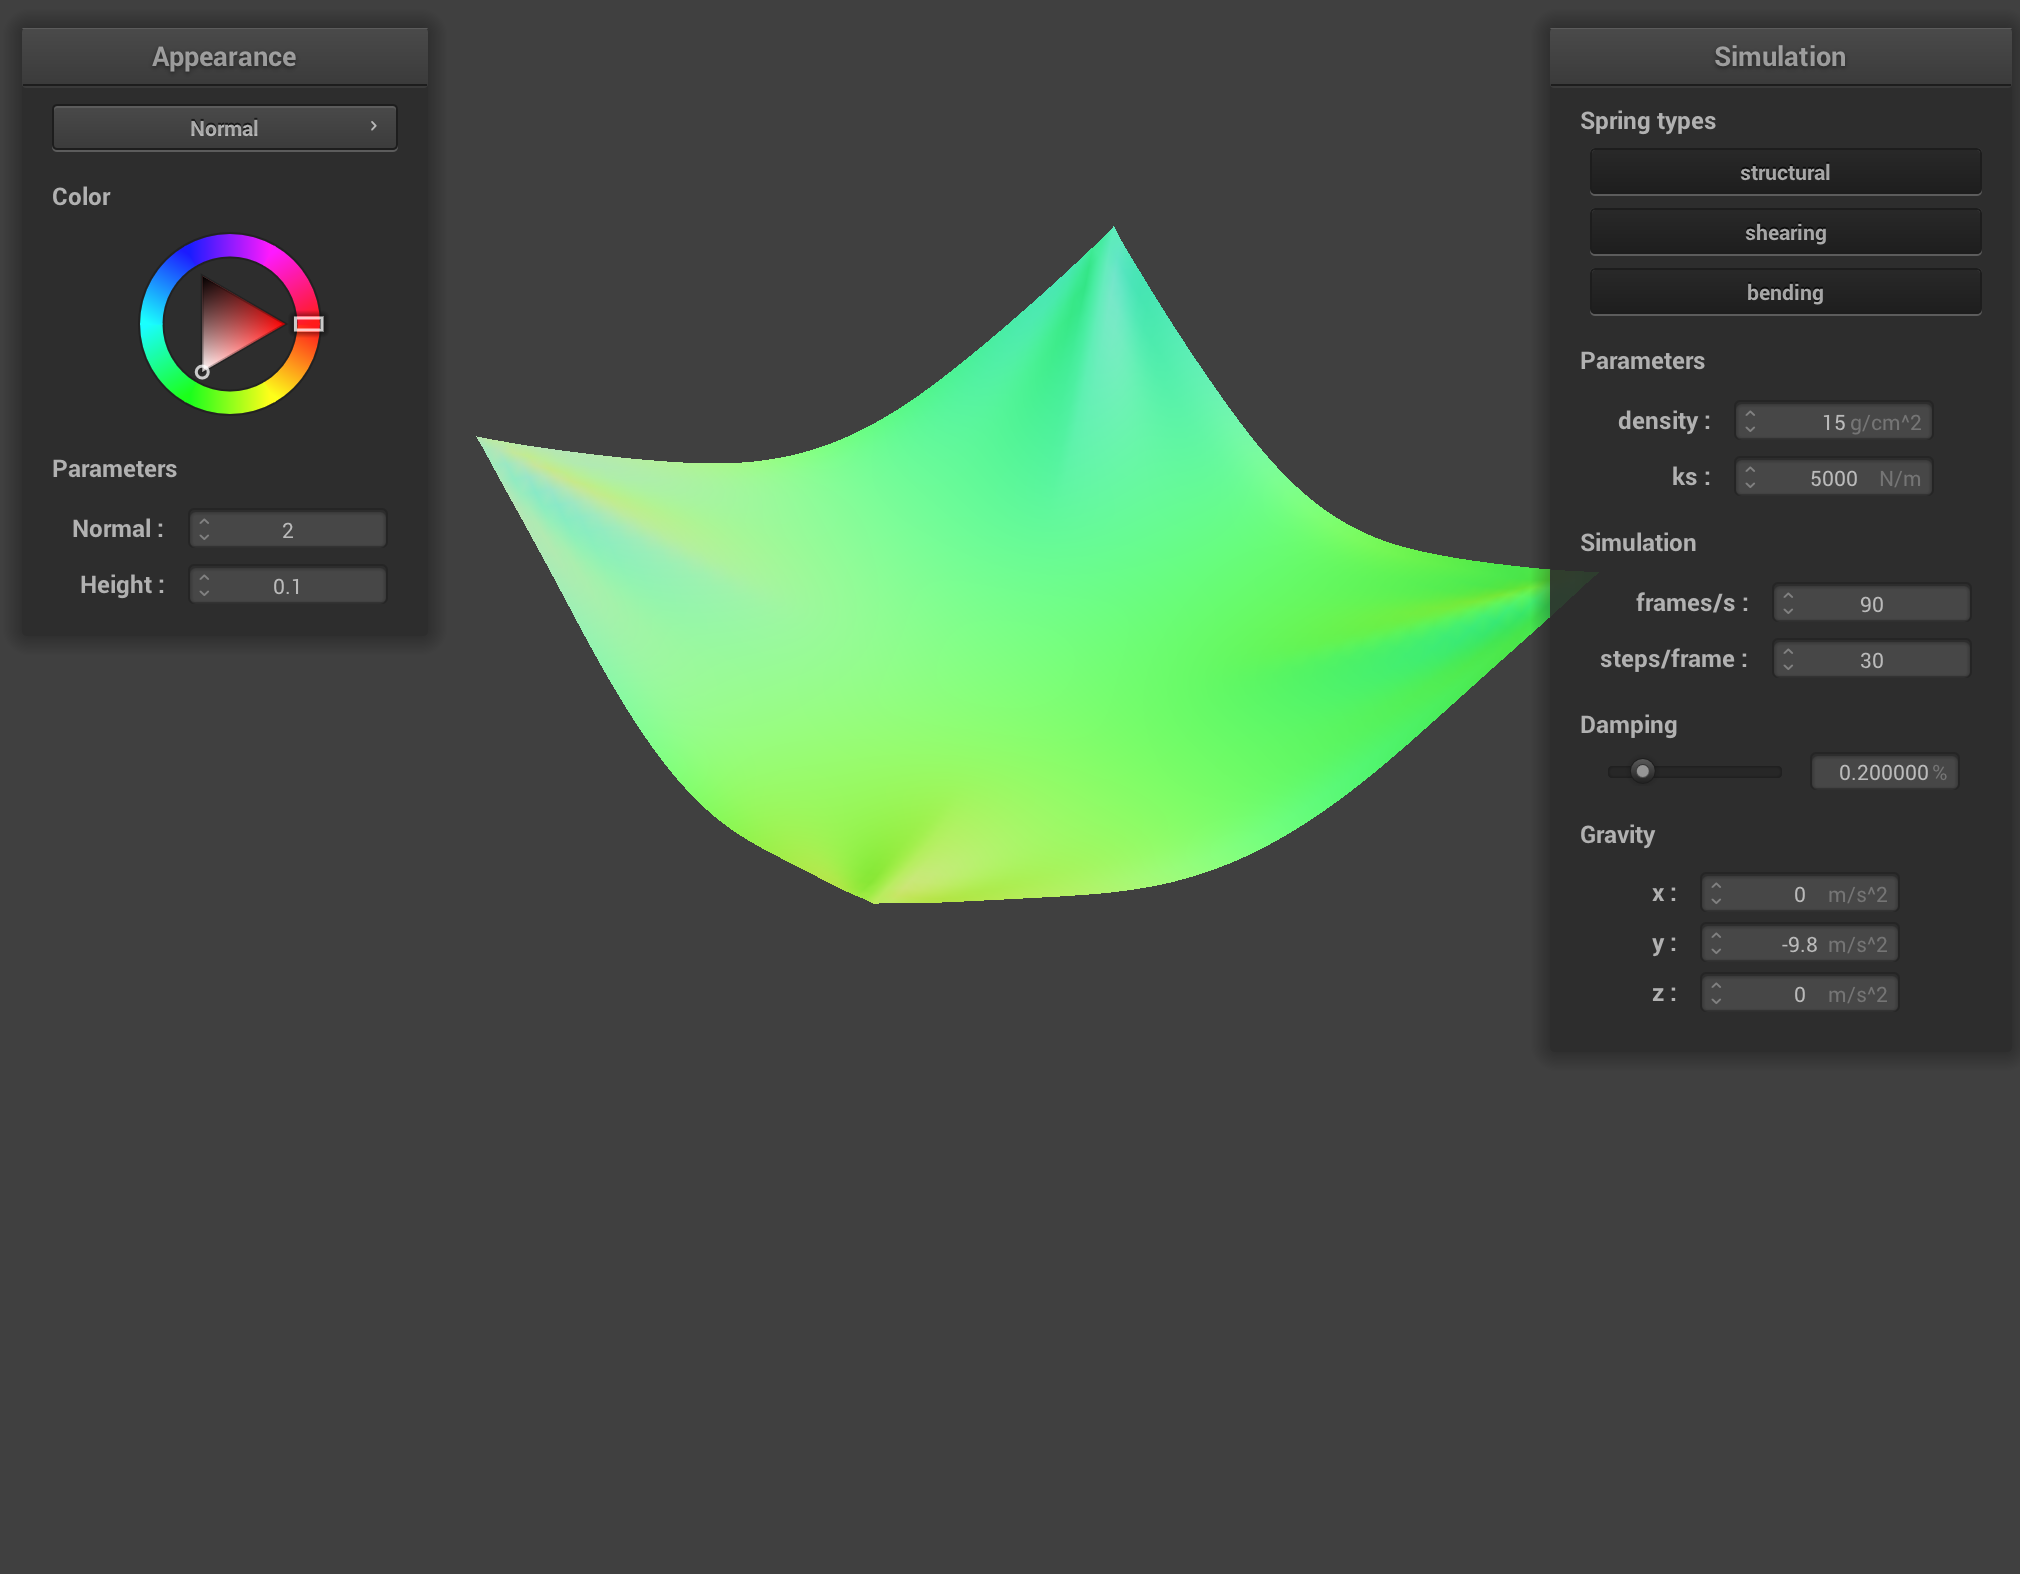 Appearance
Normal
Color
Parameters
Normal : 2
Height : 0.1
Simulation
Spring types
structural
shearing
bending
Parameters
density : 15 g/cm^2
ks : 5000 N/m
Simulation
frames/s : 90
steps/frame : 30
Damping
0.200000 %
Gravity
x : 0 m/s^2
y : -9.8 m/s^2
z : 0 m/s^2